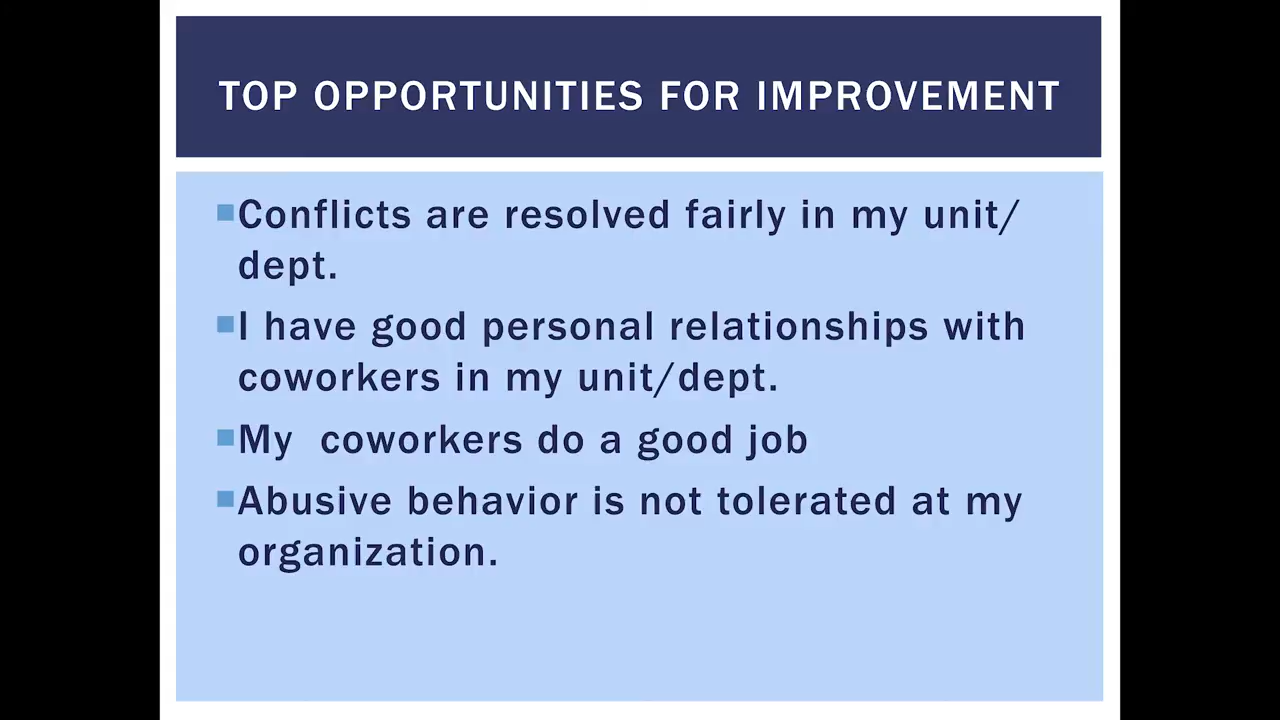 TOP OPPORTUNITIES FOR IMPROVEMENT
Conflicts are resolved fairly in my unit/
dept.
I have good personal relationships with
coworkers in my unit/dept.
My  coworkers do a good job
Abusive behavior is not tolerated at my
organization.